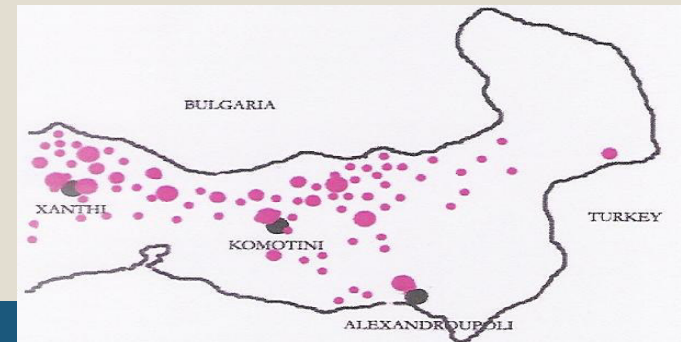 BULGARIA
XANTHI
TURKEY
KOMOTINI
ALEXANDROUPOLI